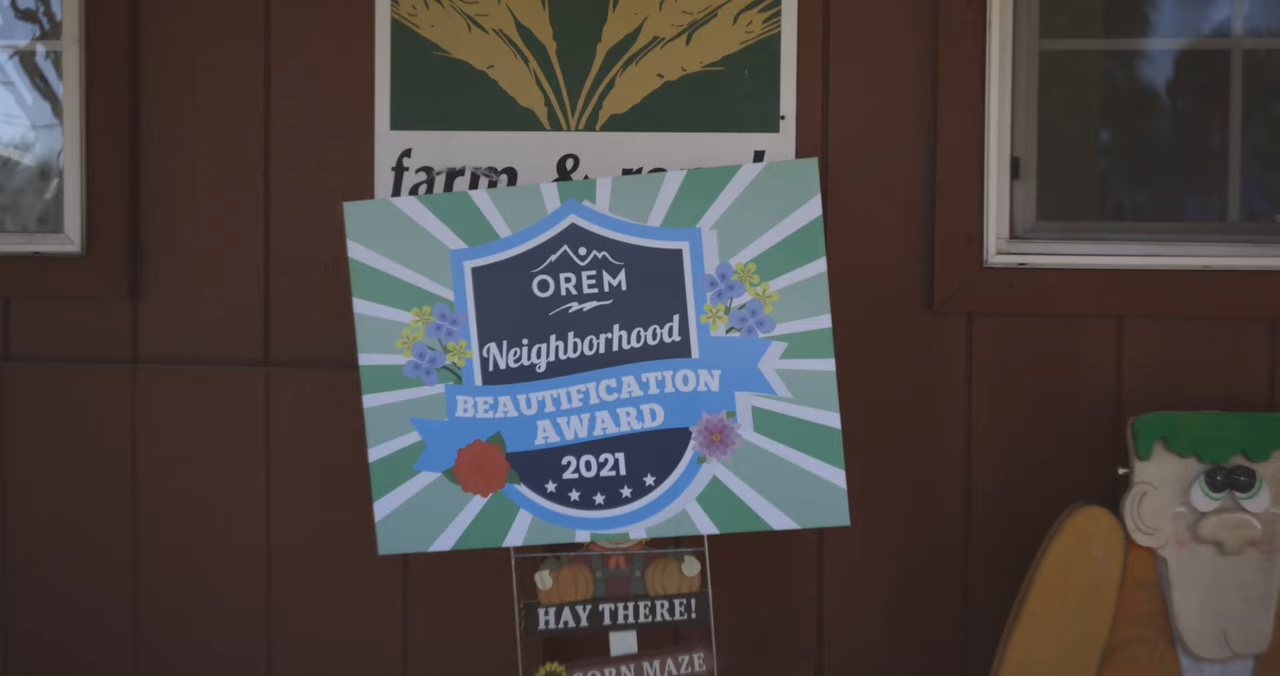 farm &
OREM
Neighborhood
BEAUTIFICATION
AWARD
2021
HAY THERE!
CORN MAZE